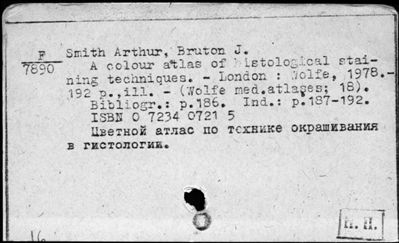 F
7890
Smith Arthur, Bruton J.
A colour atlas of histological stai-
ning techniques. - London : Wolfe, 1978.-
192 p.,ill. - (Wolfe med.atlases; 18).
Bibliogr.: p.186. Ind.: p.187-192.
ISBN 0 7234 0721 5
Цветной атлас по технике окрашивания
в гистологии.
Н. Н.
16